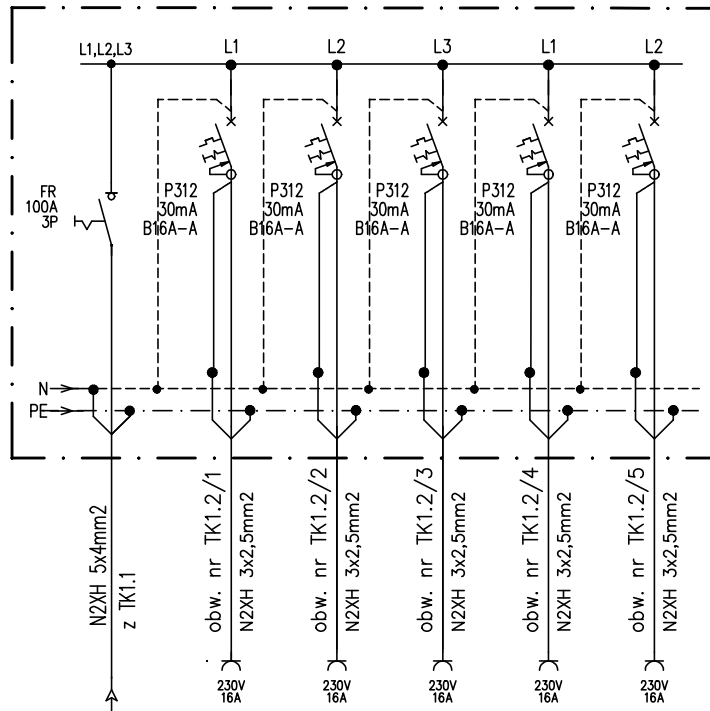 L1,L2,L3
L1
L2
L3
L1
L2
FR
100A
3P
P312
30mA
B16A-A
P312
30mA
B16A-A
P312
30mA
B16A-A
P312
30mA
B16A-A
P312
30mA
B16A-A
N
PE
N2XH 5x4mm2
z TK1.1
obw. nr TK1.2/1
N2XH 3x2,5mm2
obw. nr TK1.2/2
N2XH 3x2,5mm2
obw. nr TK1.2/3
N2XH 3x2,5mm2
obw. nr TK1.2/4
N2XH 3x2,5mm2
obw. nr TK1.2/5
N2XH 3x2,5mm2
230V
16A
230V
16A
230V
16A
230V
16A
230V
16A